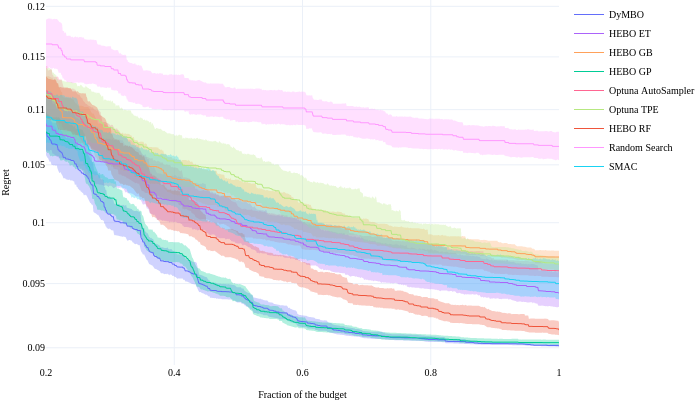 0.12
0.115
0.11
0.105
0.1
0.095
0.09
Regret
0.2
0.4
0.6
0.8
1
Fraction of the budget
DyMBO
HEBO ET
HEBO GB
HEBO GP
Optuna AutoSampler
Optuna TPE
HEBO RF
Random Search
SMAC